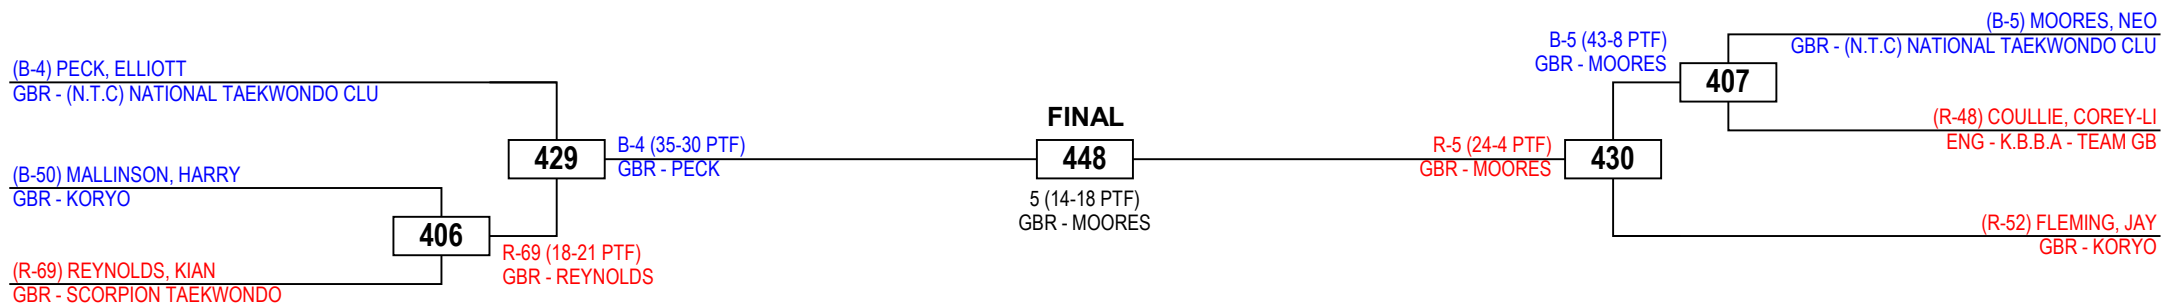 (B-4) PECK, ELLIOTT
GBR - (N.T.C) NATIONAL TAEKWONDO CLU
(B-50) MALLINSON, HARRY
GBR - KORYO
(R-69) REYNOLDS, KIAN
GBR - SCORPION TAEKWONDO
406
R-69 (18-21 PTF)
GBR - REYNOLDS
429
B-4 (35-30 PTF)
GBR - PECK
FINAL
448
5 (14-18 PTF)
GBR - MOORES
R-5 (24-4 PTF)
GBR - MOORES
430
B-5 (43-8 PTF)
GBR - MOORES
407
(B-5) MOORES, NEO
GBR - (N.T.C) NATIONAL TAEKWONDO CLU
(R-48) COULLIE, COREY-LI
ENG - K.B.B.A - TEAM GB
(R-52) FLEMING, JAY
GBR - KORYO